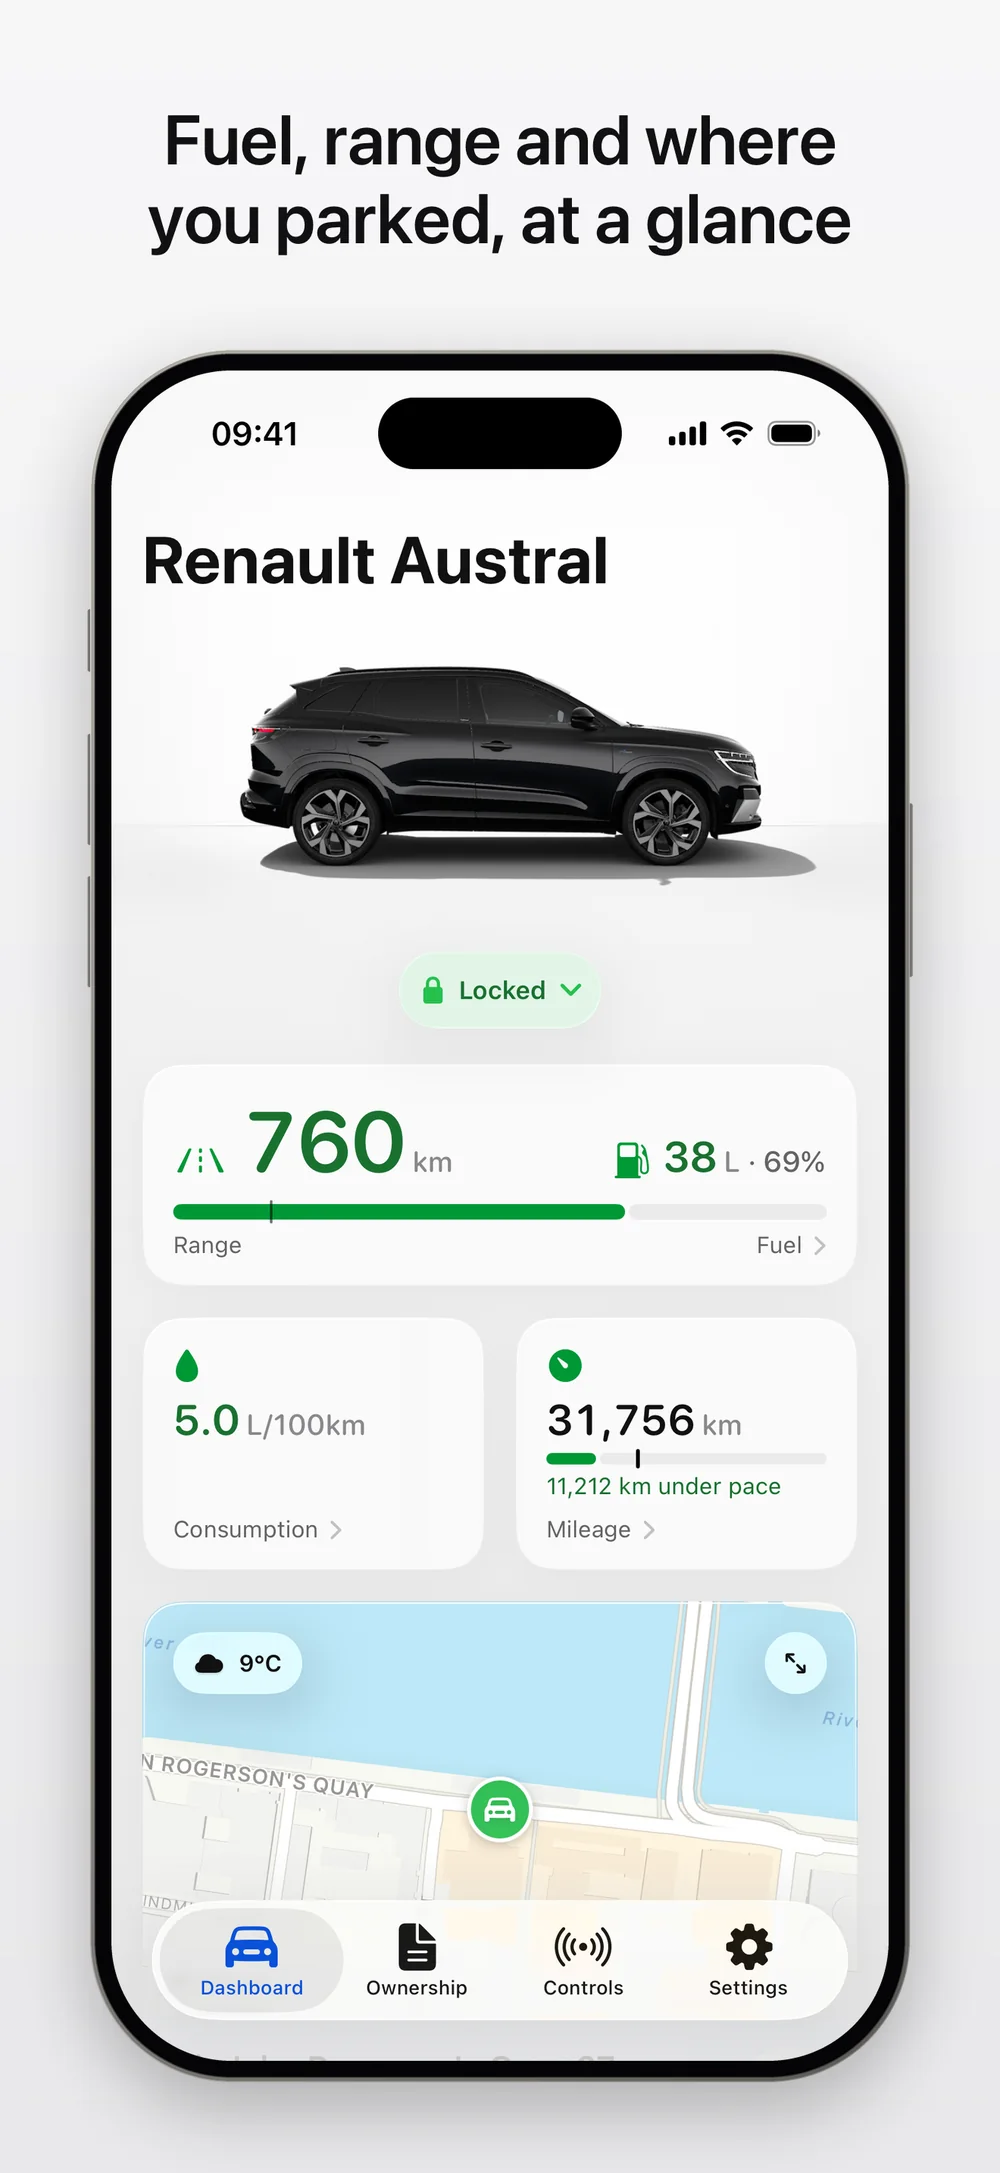 Fuel, range and where
you parked, at a glance
09:41
Renault Austral
Locked
760 km
38 L · 69%
Range
Fuel
5.0 L/100km
Consumption
31,756 km
11,212 km under pace
Mileage
9°C
N ROGERSON'S QUAY
Dashboard
Ownership
Controls
Settings